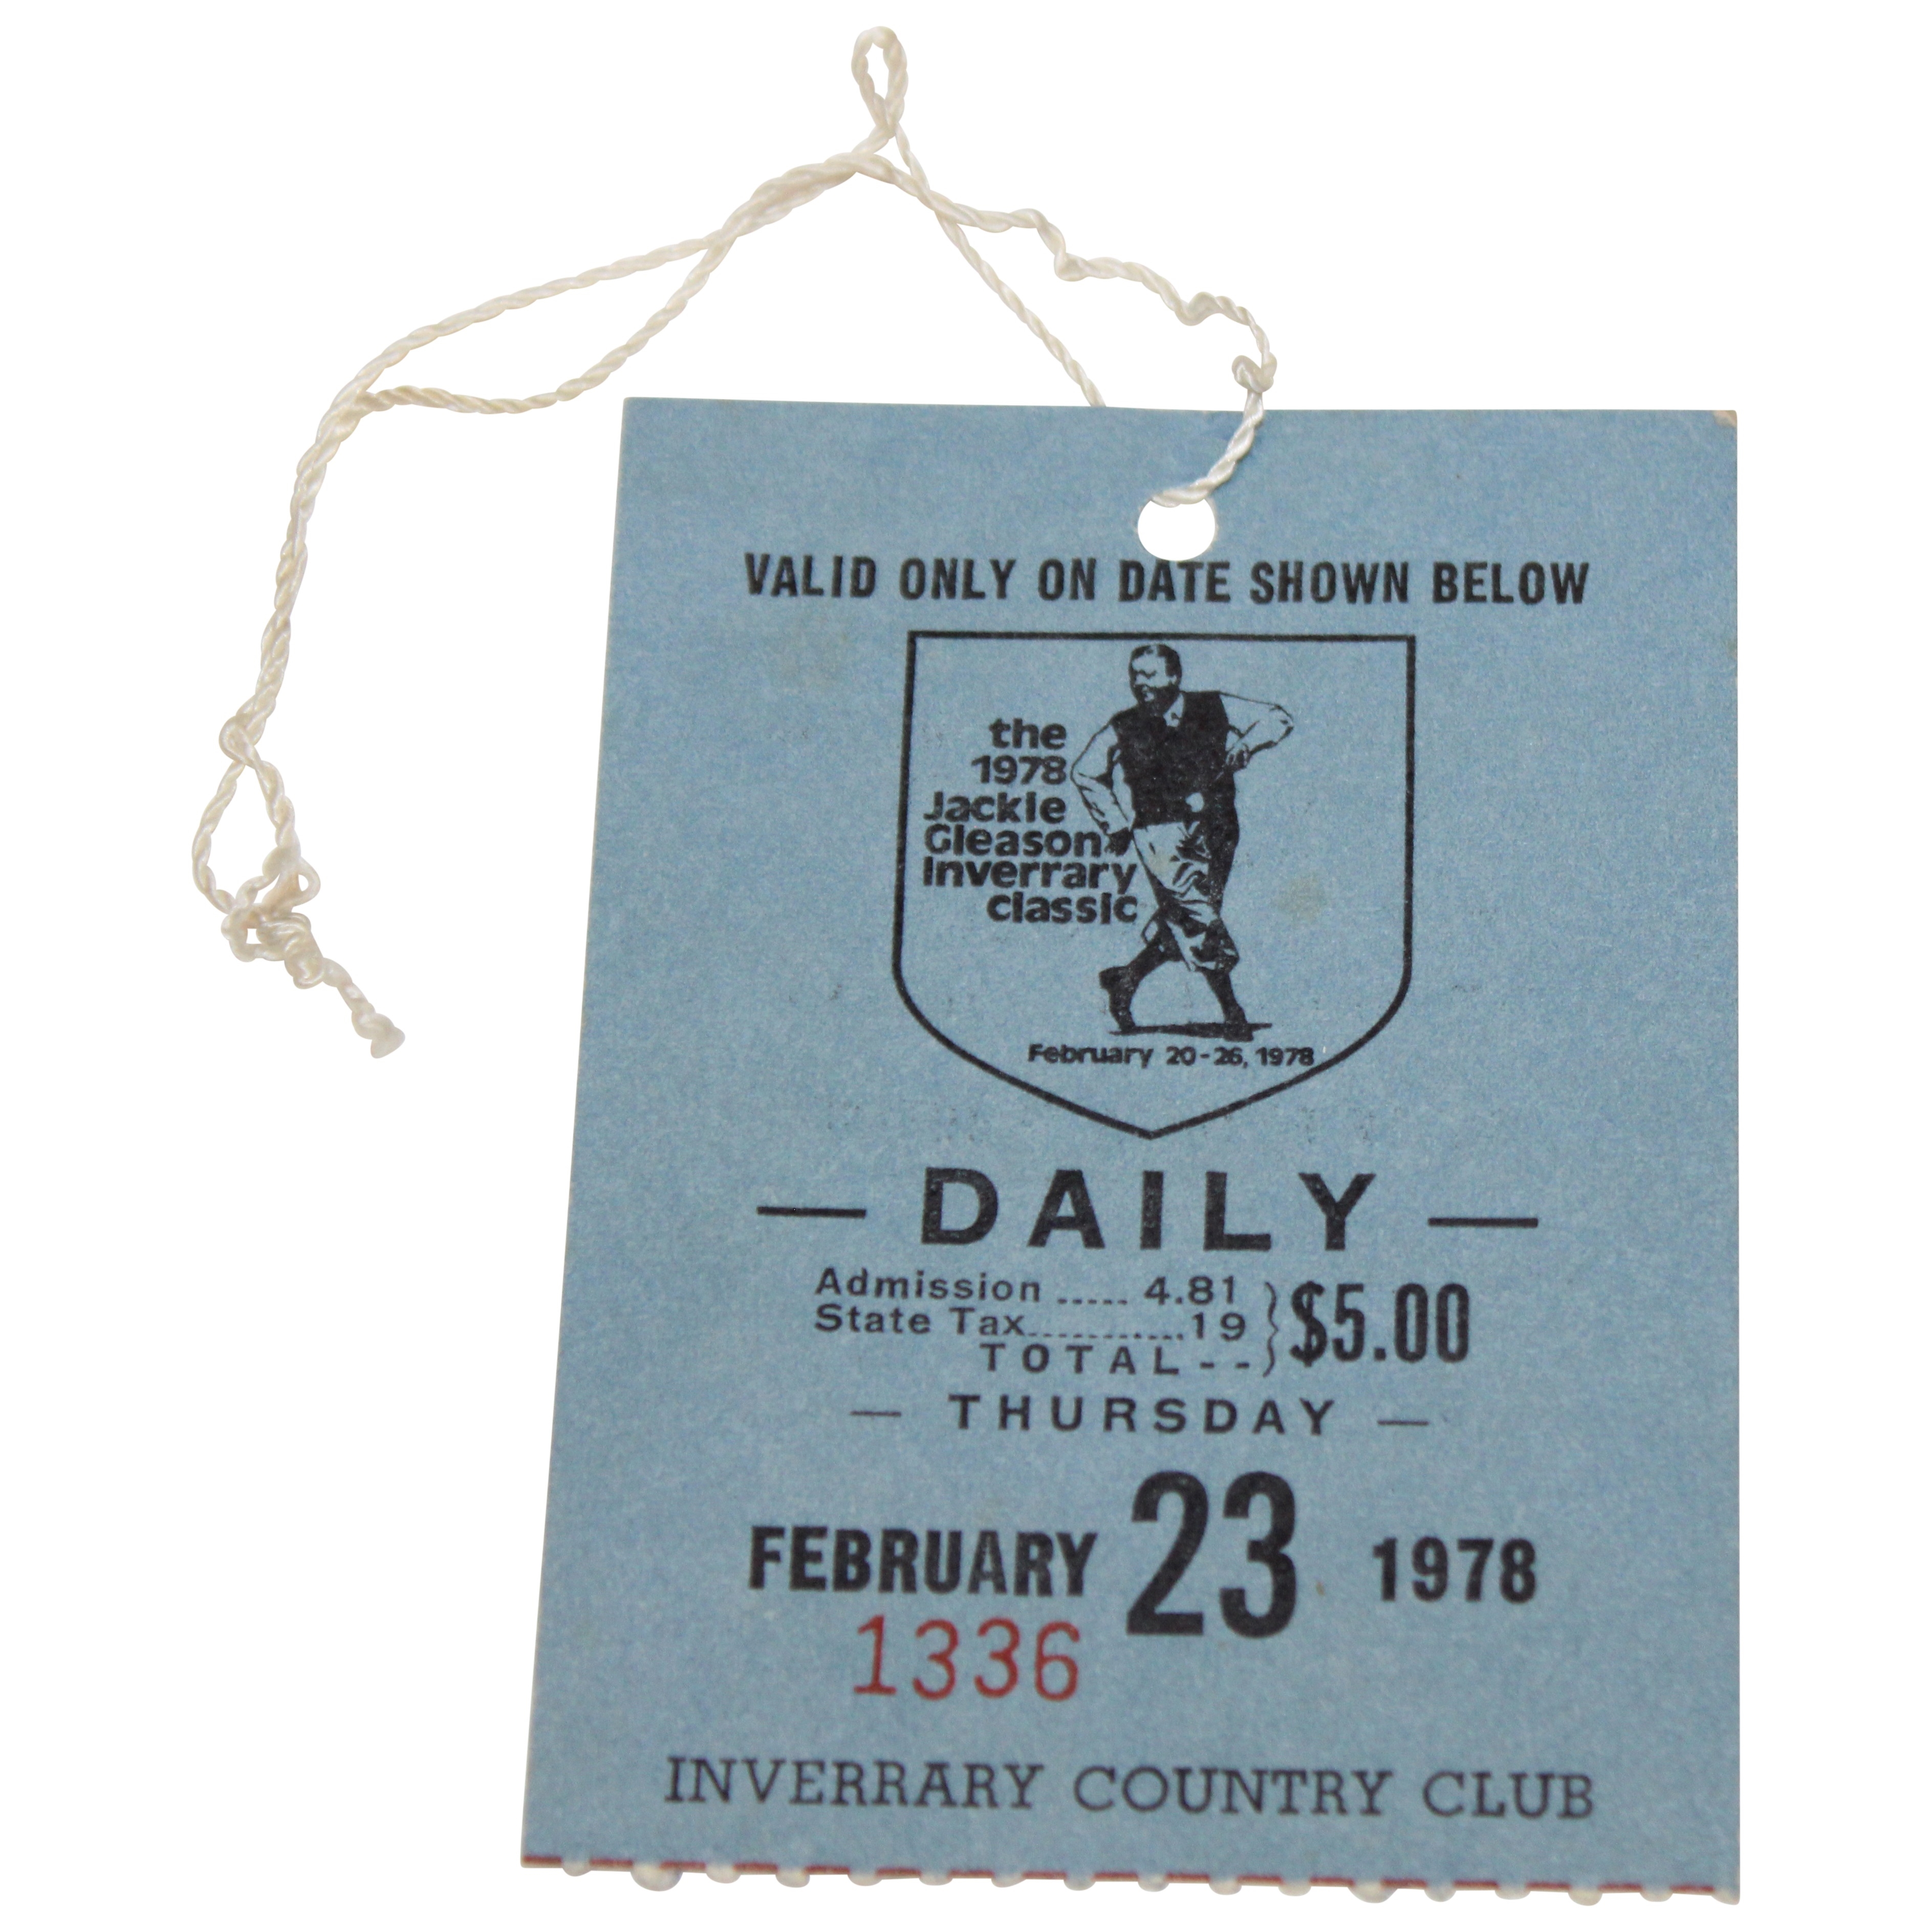 VALID ONLY ON DATE SHOWN BELOW
the
1978
Jackie
Gleason
Inverrary
classic
February 20-26, 1978
— DAILY —
Admission ..... 4.81
State Tax............19 } $5.00
TOTAL--
— THURSDAY —
FEBRUARY 23 1978
1336
INVERRARY COUNTRY CLUB